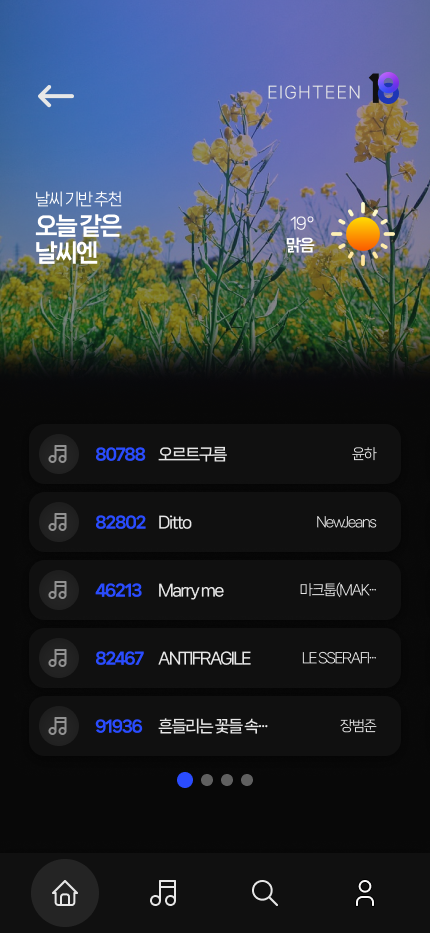 EIGHTEEN 18
날씨 기반 추천
오늘 같은
날씨엔
19°
맑음
80788 오르트구름 윤하
82802 Ditto NewJeans
46213 Marry me 마크툽(MAK···
82467 ANTIFRAGILE LE SSERAFI···
91936 흔들리는 꽃들 속··· 장범준